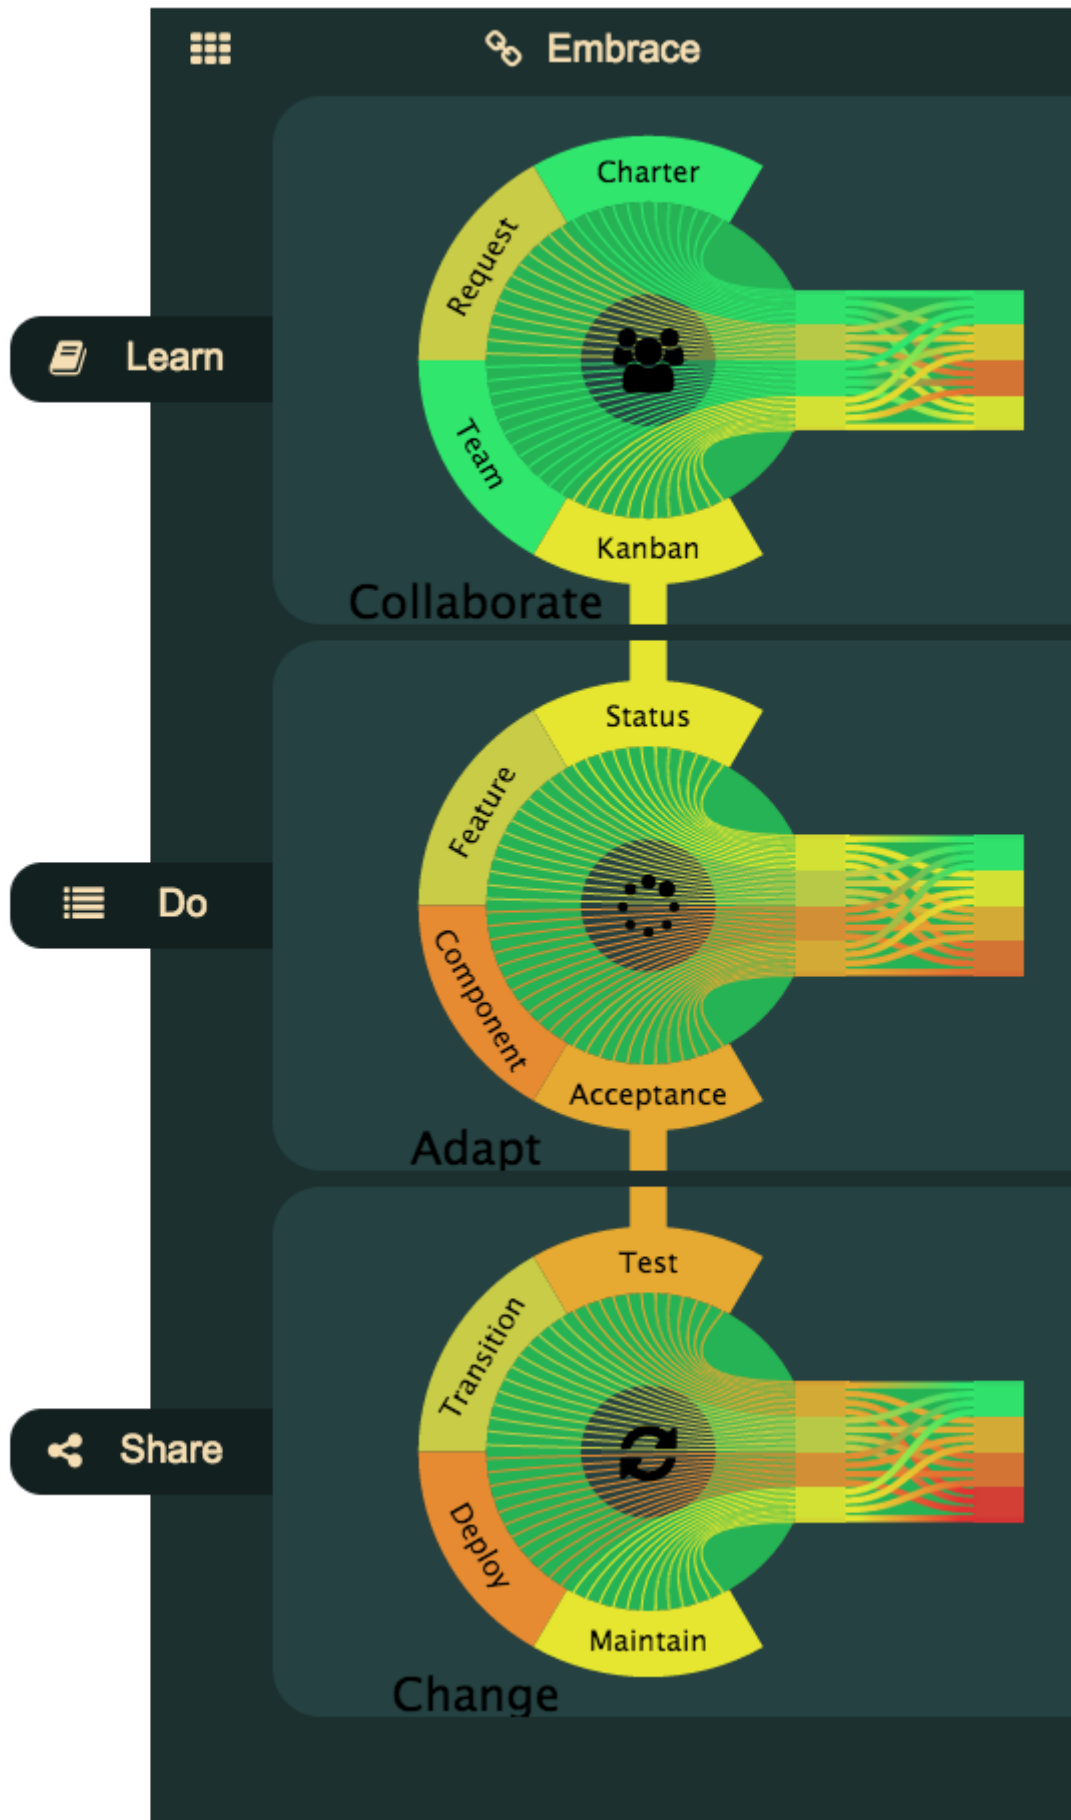 Embrace
Charter
Request
Learn
Team
Kanban
Collaborate
Status
Feature
Do
Component
Acceptance
Adapt
Test
Transition
Share
Deploy
Maintain
Change